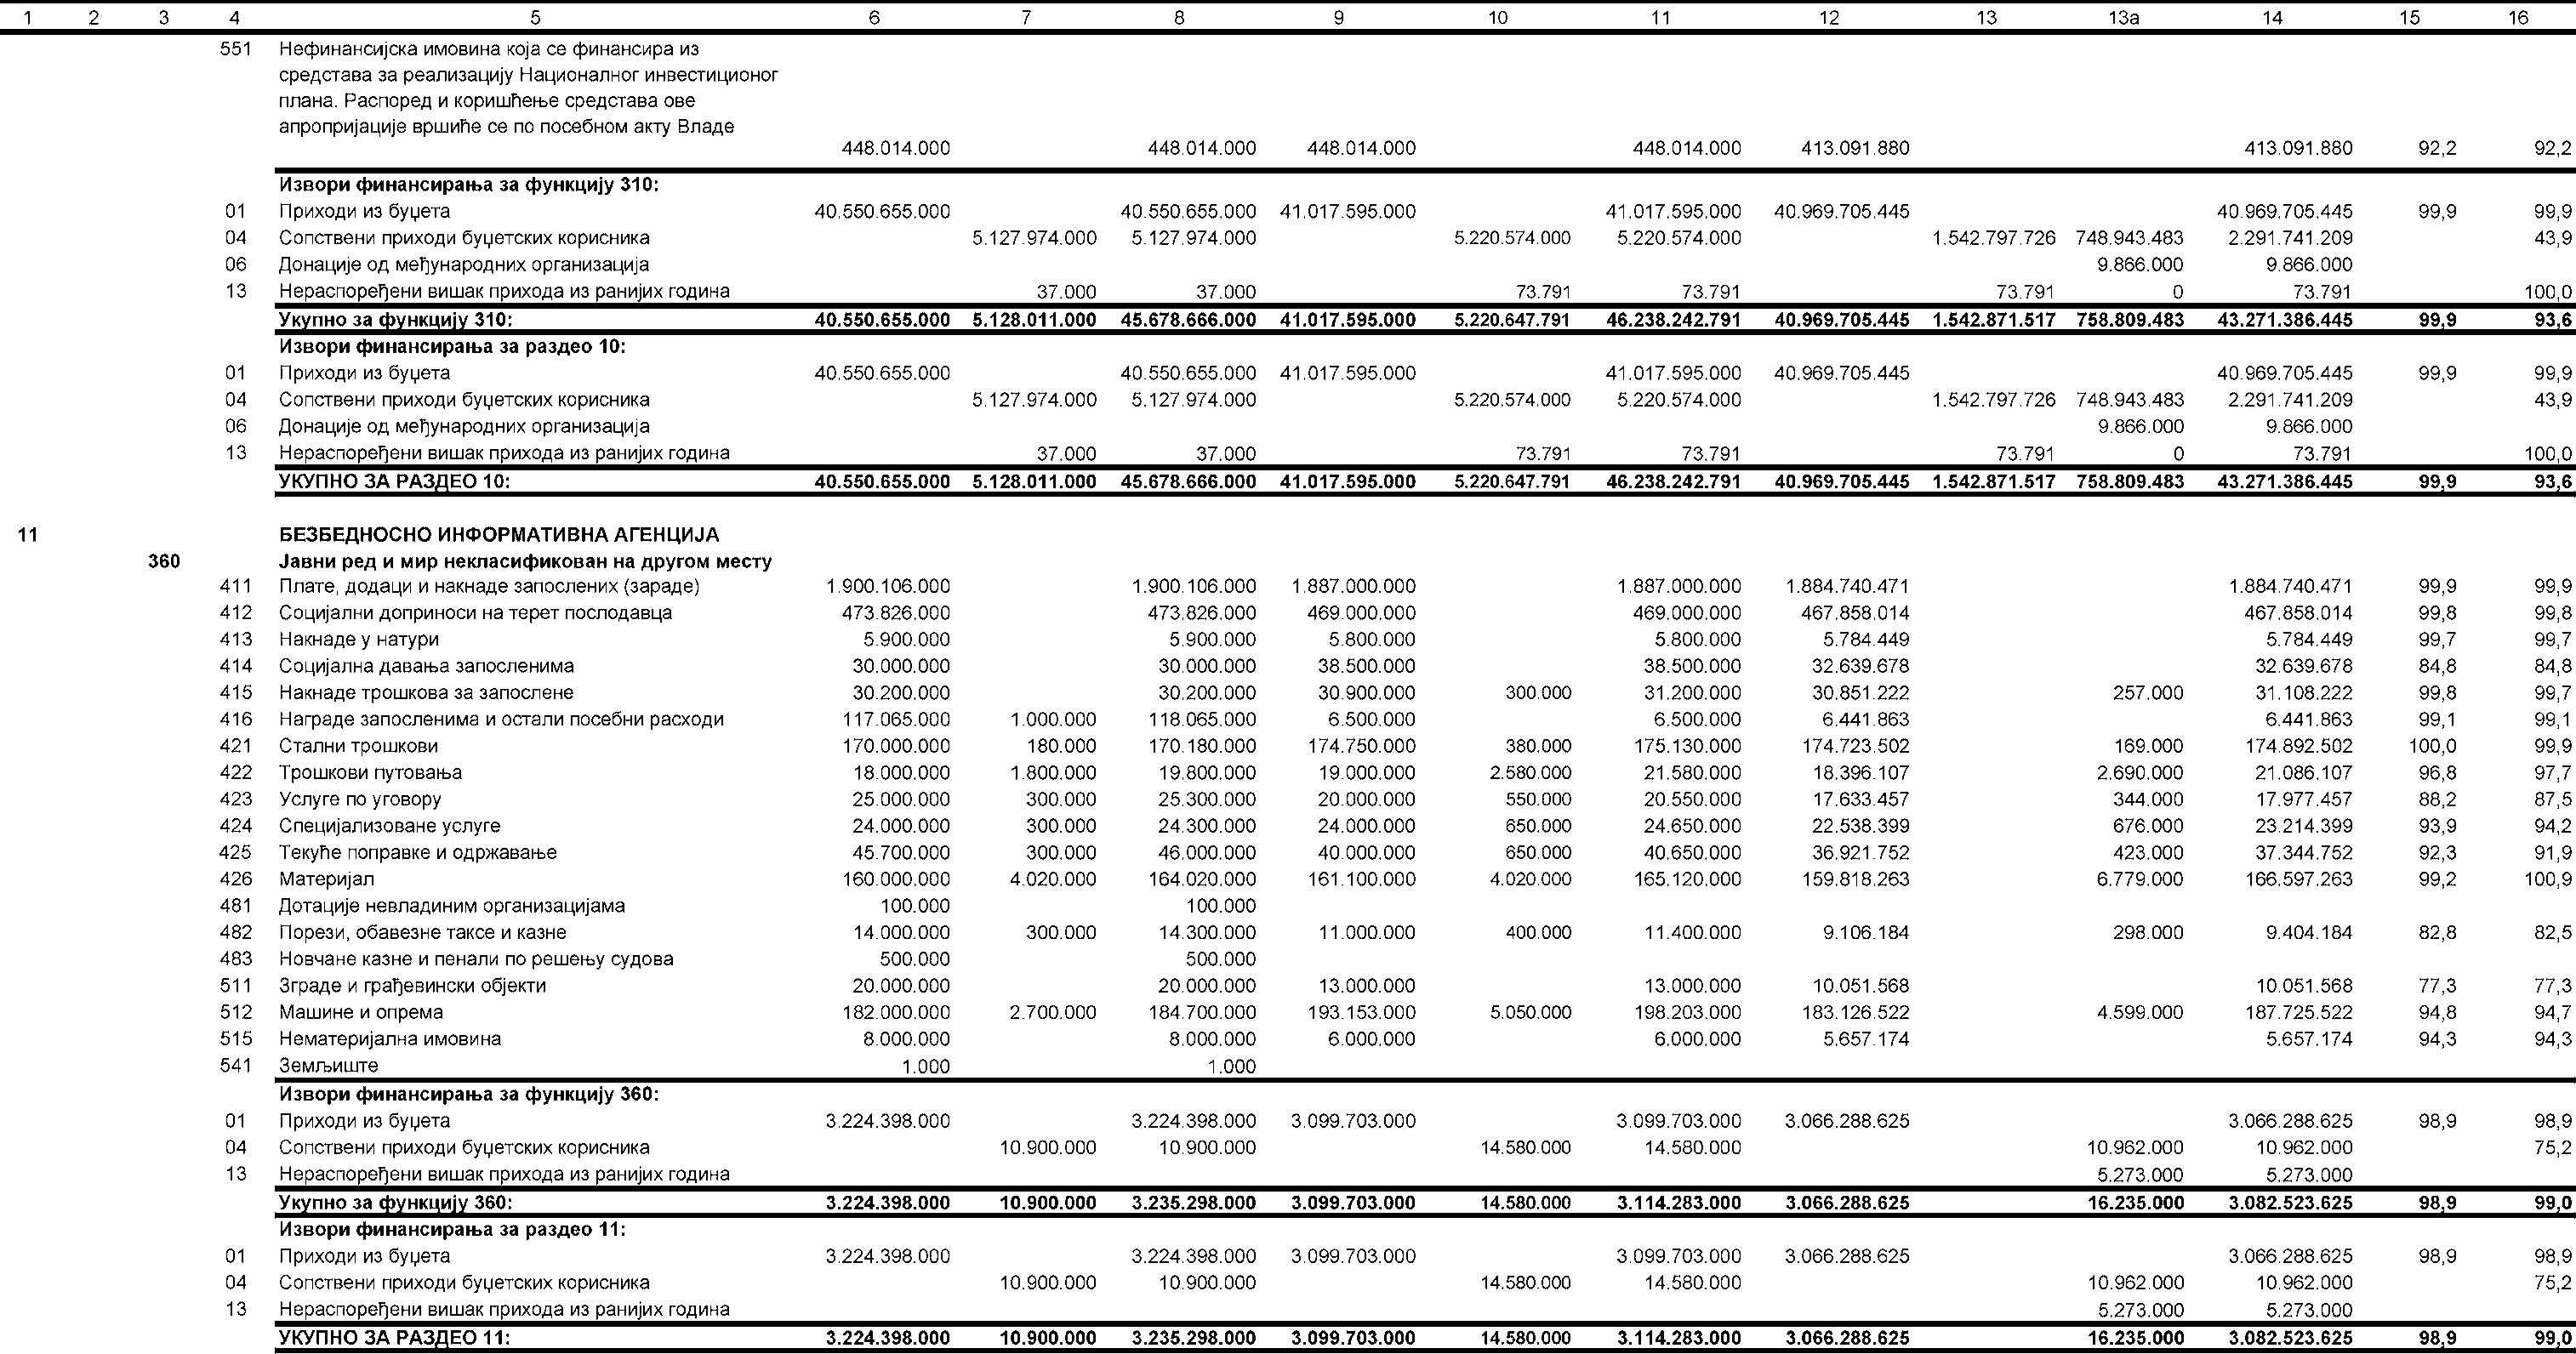 1 2 3 4 5 6 7 8 9 10 11 12 13 13a 14 15 16
551 Нефинансијска имовина која се финансира из
средстава за реализацију Националног инвестиционог
плана. Распоред и коришћење средстава ове
апропријације вршиће се по посебном акту Владе
448.014.000 448.014.000 448.014.000 448.014.000 413.091.880 413.091.880 92,2 92,2
Извори финансирања за функцију 310:
01 Приходи из буџета 40.550.655.000 40.550.655.000 41.017.595.000 41.017.595.000 40.969.705.445 40.969.705.445 99,9 99,9
04 Сопствени приходи буџетских корисника 5.127.974.000 5.127.974.000 5.220.574.000 5.220.574.000 1.542.797.726 748.943.483 2.291.741.209 43,9
06 Донације од међународних организација 9.866.000 9.866.000
13 Нераспоређени вишак прихода из ранијих година 37.000 37.000 73.791 73.791 73.791 0 73.791 100,0
Укупно за функцију 310: 40.550.655.000 5.128.011.000 45.678.666.000 41.017.595.000 5.220.647.791 46.238.242.791 40.969.705.445 1.542.871.517 758.809.483 43.271.386.445 99,9 93,6
Извори финансирања за раздео 10:
01 Приходи из буџета 40.550.655.000 40.550.655.000 41.017.595.000 41.017.595.000 40.969.705.445 40.969.705.445 99,9 99,9
04 Сопствени приходи буџетских корисника 5.127.974.000 5.127.974.000 5.220.574.000 5.220.574.000 1.542.797.726 748.943.483 2.291.741.209 43,9
06 Донације од међународних организација 9.866.000 9.866.000
13 Нераспоређени вишак прихода из ранијих година 37.000 37.000 73.791 73.791 73.791 0 73.791 100,0
УКУПНО ЗА РАЗДЕО 10: 40.550.655.000 5.128.011.000 45.678.666.000 41.017.595.000 5.220.647.791 46.238.242.791 40.969.705.445 1.542.871.517 758.809.483 43.271.386.445 99,9 93,6
11 БЕЗБЕДНОСНО ИНФОРМАТИВНА АГЕНЦИЈА
360 Јавни ред и мир некласификован на другом месту
411 Плате, додаци и накнаде запослених (зараде) 1.900.106.000 1.900.106.000 1.887.000.000 1.887.000.000 1.884.740.471 1.884.740.471 99,9 99,9
412 Социјални доприноси на терет послодавца 473.826.000 473.826.000 469.000.000 469.000.000 467.858.014 467.858.014 99,8 99,8
413 Накнаде у натури 5.900.000 5.900.000 5.800.000 5.800.000 5.784.449 5.784.449 99,7 99,7
414 Социјална давања запосленима 30.000.000 30.000.000 38.500.000 38.500.000 32.639.678 32.639.678 84,8 84,8
415 Накнаде трошкова за запослене 30.200.000 30.200.000 30.900.000 300.000 31.200.000 30.851.222 257.000 31.108.222 99,8 99,7
416 Награде запосленима и остали посебни расходи 117.065.000 1.000.000 118.065.000 6.500.000 6.500.000 6.441.863 6.441.863 99,1 99,1
421 Стални трошкови 170.000.000 180.000 170.180.000 174.750.000 380.000 175.130.000 174.723.502 169.000 174.892.502 100,0 99,9
422 Трошкови путовања 18.000.000 1.800.000 19.800.000 19.000.000 2.580.000 21.580.000 18.396.107 2.690.000 21.086.107 96,8 97,7
423 Услуге по уговору 25.000.000 300.000 25.300.000 20.000.000 550.000 20.550.000 17.633.457 344.000 17.977.457 88,2 87,5
424 Специјализоване услуге 24.000.000 300.000 24.300.000 24.000.000 650.000 24.650.000 22.538.399 676.000 23.214.399 93,9 94,2
425 Текуће поправке и одржавање 45.700.000 300.000 46.000.000 40.000.000 650.000 40.650.000 36.921.752 423.000 37.344.752 92,3 91,9
426 Материјал 160.000.000 4.020.000 164.020.000 161.100.000 4.020.000 165.120.000 159.818.263 6.779.000 166.597.263 99,2 100,9
481 Дотације невладиним организацијама 100.000 100.000
482 Порези, обавезне таксе и казне 14.000.000 300.000 14.300.000 11.000.000 400.000 11.400.000 9.106.184 298.000 9.404.184 82,8 82,5
483 Новчане казне и пенали по решењу судова 500.000 500.000
511 Зграде и грађевински објекти 20.000.000 20.000.000 13.000.000 13.000.000 10.051.568 10.051.568 77,3 77,3
512 Машине и опрема 182.000.000 2.700.000 184.700.000 193.153.000 5.050.000 198.203.000 183.126.522 4.599.000 187.725.522 94,8 94,7
515 Нематеријална имовина 8.000.000 8.000.000 6.000.000 6.000.000 5.657.174 5.657.174 94,3 94,3
541 Земљиште 1.000 1.000
Извори финансирања за функцију 360:
01 Приходи из буџета 3.224.398.000 3.224.398.000 3.099.703.000 3.099.703.000 3.066.288.625 3.066.288.625 98,9 98,9
04 Сопствени приходи буџетских корисника 10.900.000 10.900.000 14.580.000 14.580.000 10.962.000 10.962.000 75,2
13 Нераспоређени вишак прихода из ранијих година 5.273.000 5.273.000
Укупно за функцију 360: 3.224.398.000 10.900.000 3.235.298.000 3.099.703.000 14.580.000 3.114.283.000 3.066.288.625 16.235.000 3.082.523.625 98,9 99,0
Извори финансирања за раздео 11:
01 Приходи из буџета 3.224.398.000 3.224.398.000 3.099.703.000 3.099.703.000 3.066.288.625 3.066.288.625 98,9 98,9
04 Сопствени приходи буџетских корисника 10.900.000 10.900.000 14.580.000 14.580.000 10.962.000 10.962.000 75,2
13 Нераспоређени вишак прихода из ранијих година 5.273.000 5.273.000
УКУПНО ЗА РАЗДЕО 11: 3.224.398.000 10.900.000 3.235.298.000 3.099.703.000 14.580.000 3.114.283.000 3.066.288.625 16.235.000 3.082.523.625 98,9 99,0